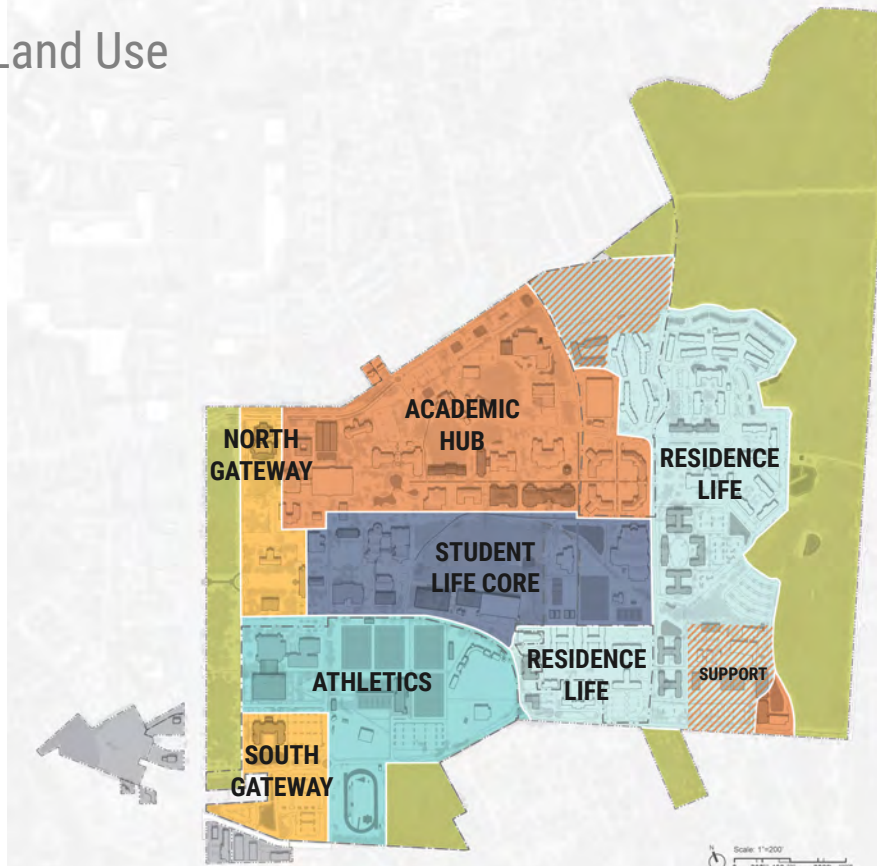 Land Use
ACADEMIC
HUB
NORTH
GATEWAY
RESIDENCE
LIFE
STUDENT
LIFE CORE
RESIDENCE
LIFE
SUPPORT
ATHLETICS
SOUTH
GATEWAY
N
Scale: 1"=200'